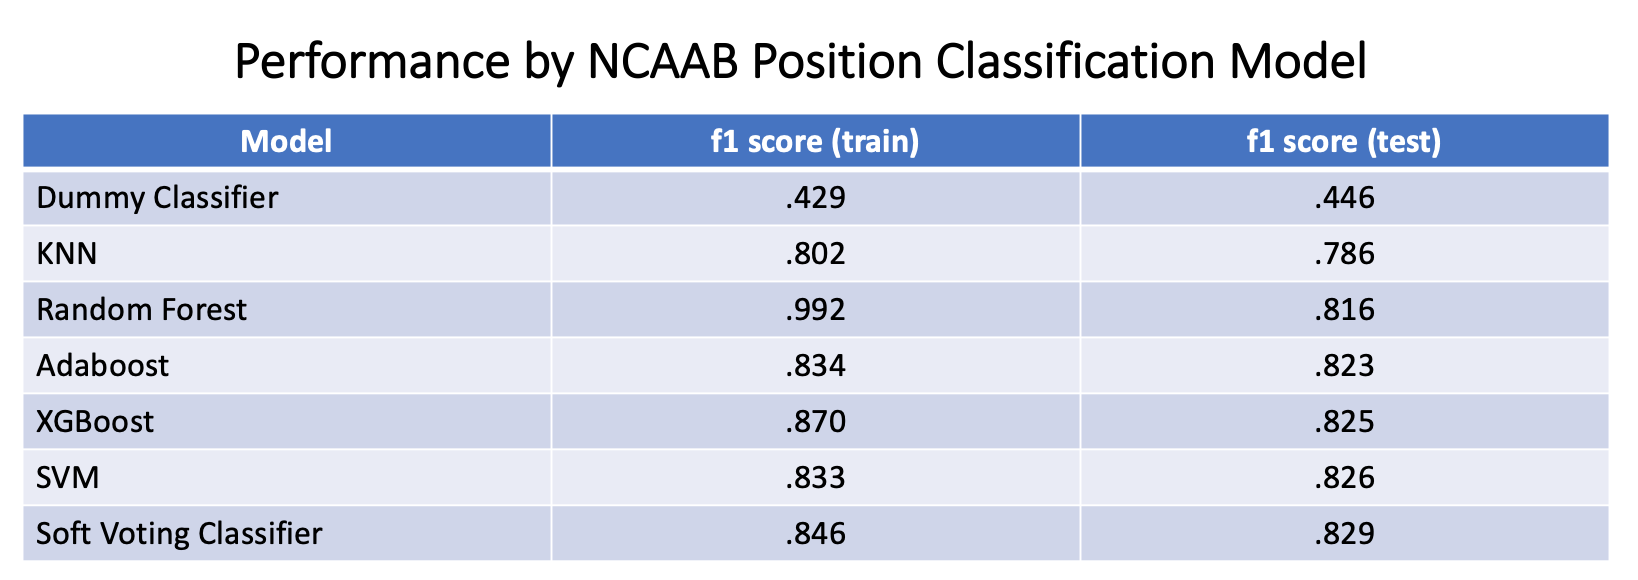 Performance by NCAAB Position Classification Model
Model f1 score (train) f1 score (test)
Dummy Classifier .429 .446
KNN .802 .786
Random Forest .992 .816
Adaboost .834 .823
XGBoost .870 .825
SVM .833 .826
Soft Voting Classifier .846 .829